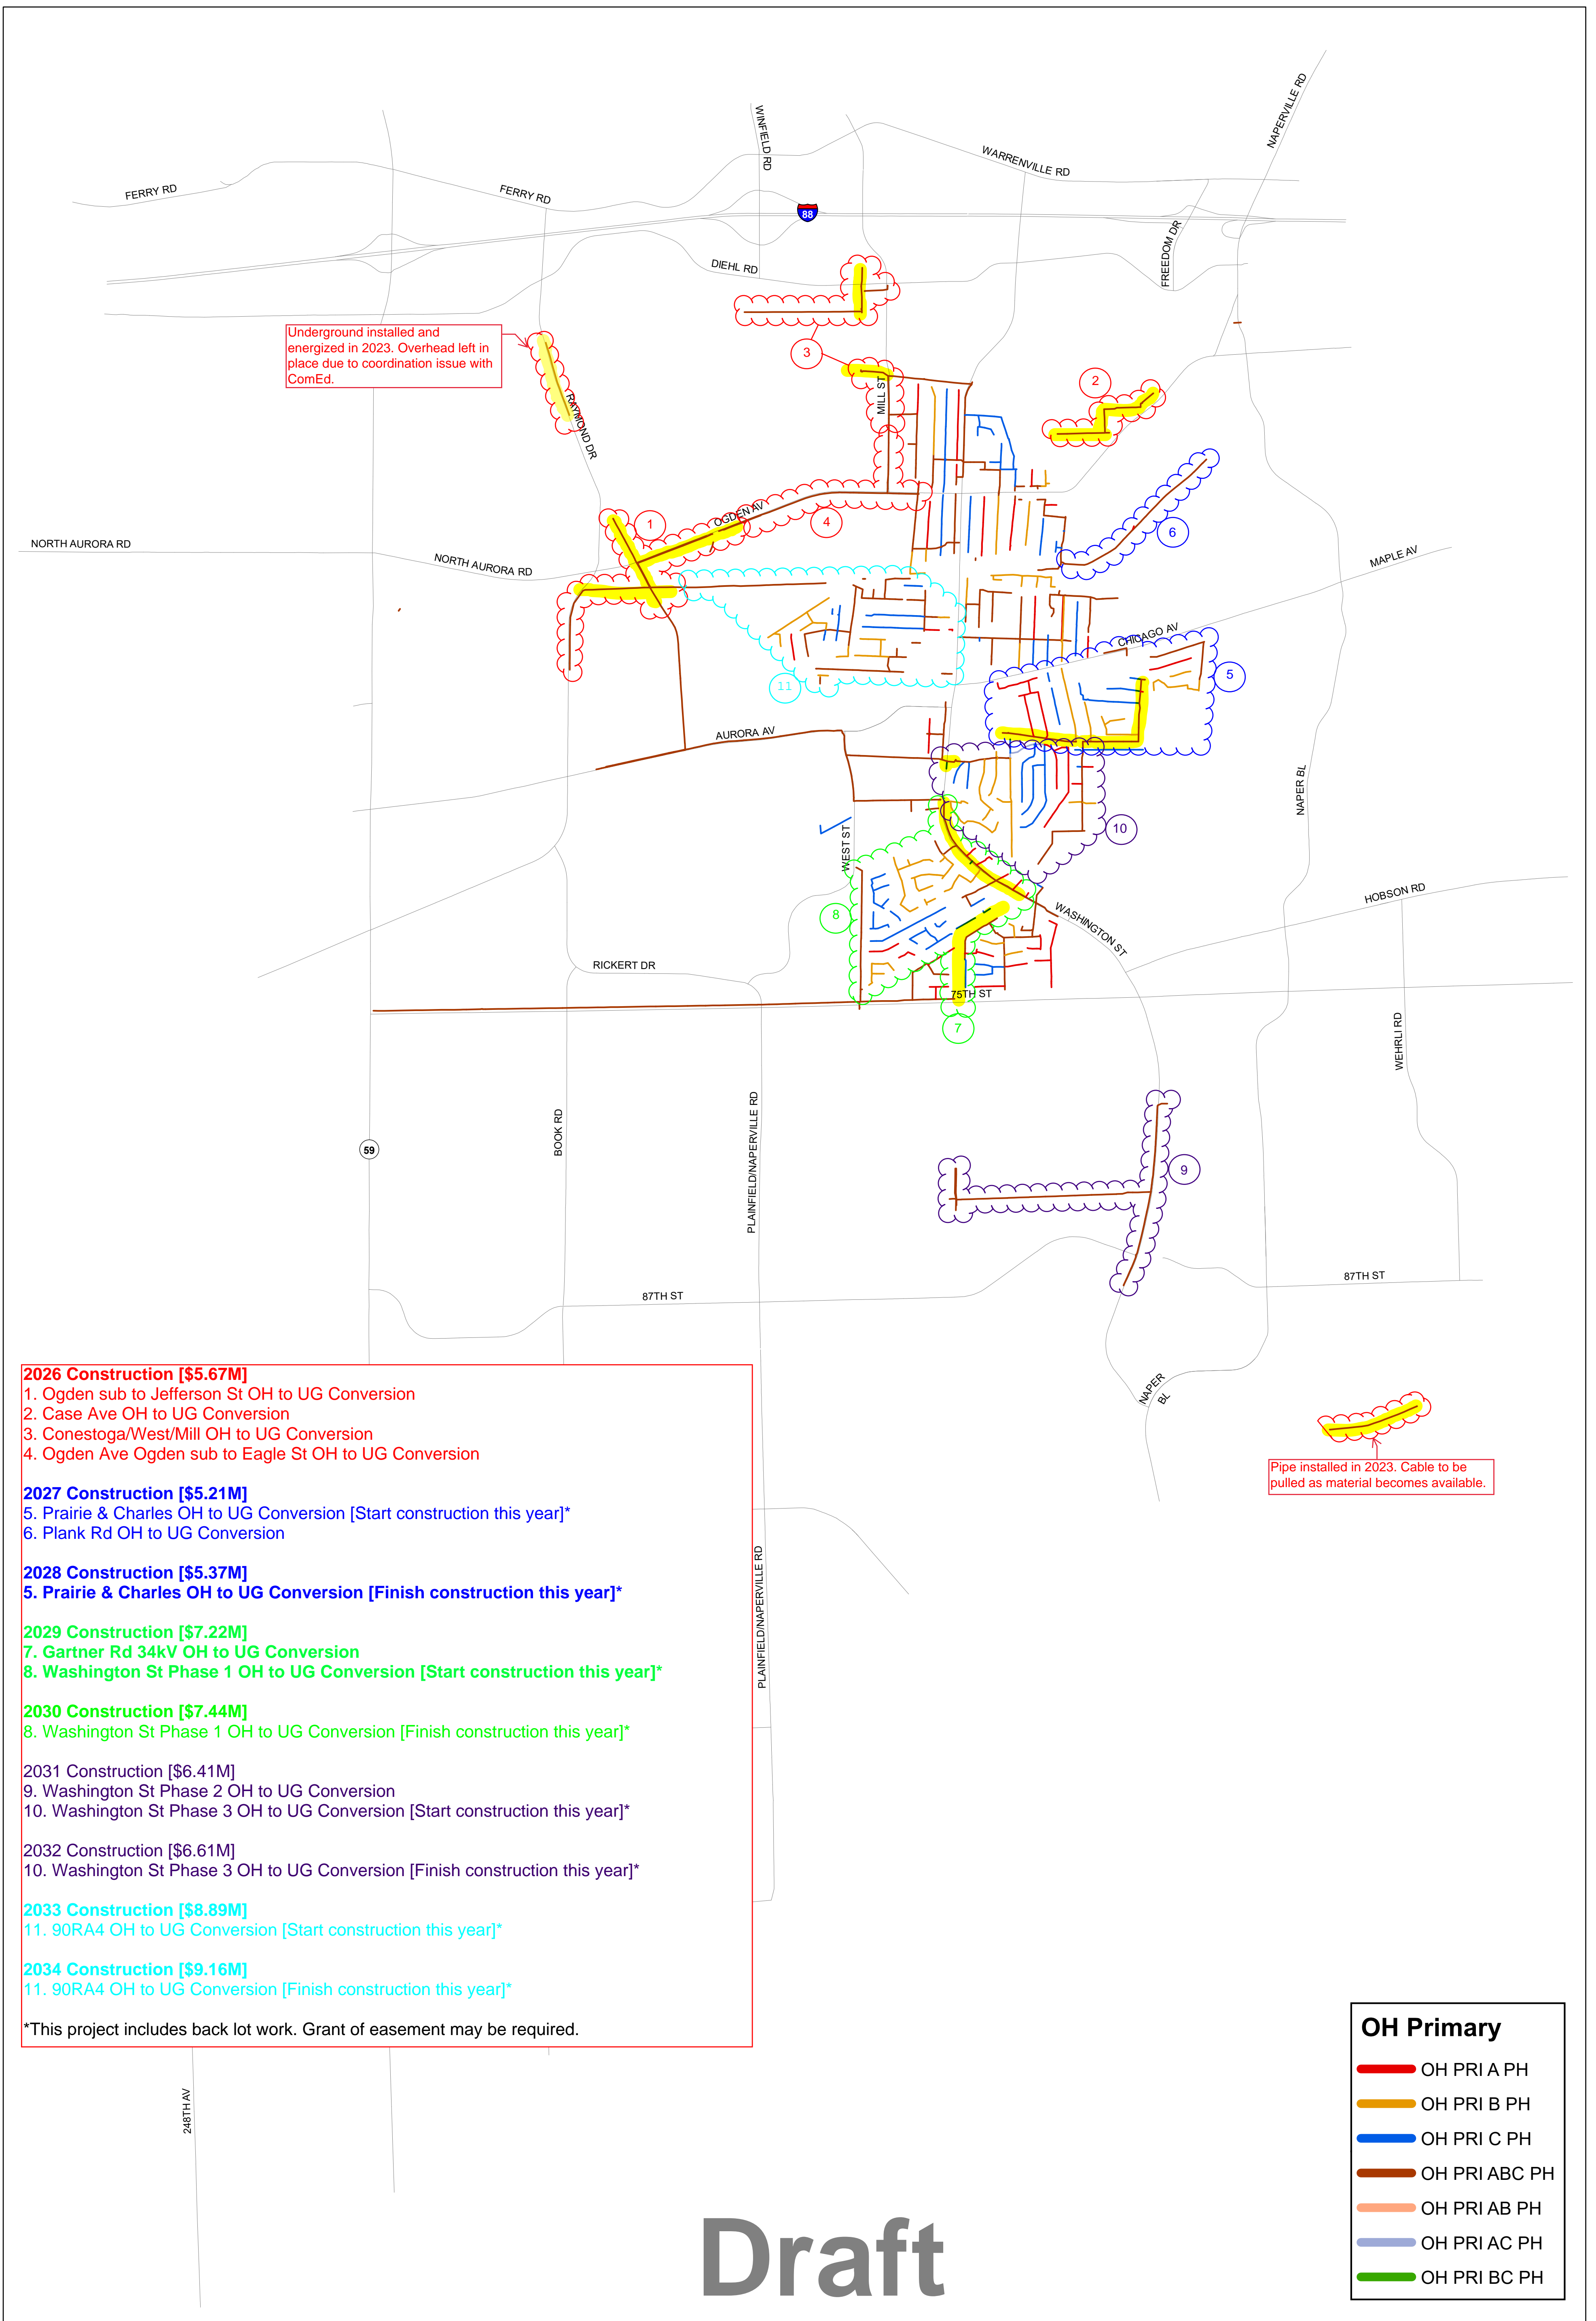 NAPERVILLE RD
WINFIELD RD
WARRENVILLE RD
FERRY RD
FERRY RD
88
FREEDOM DR
DIEHL RD
Underground installed and
energized in 2023. Overhead left in
place due to coordination issue with
ComEd.
3
MILL ST
2
RAYMOND DR
1
OGDEN AV
4
6
NORTH AURORA RD
NORTH AURORA RD
MAPLE AV
CHICAGO AV
5
11
AURORA AV
NAPER BL
10
WEST ST
8
HOBSON RD
WASHINGTON ST
RICKERT DR
75TH ST
7
WEHRLI RD
BOOK RD
PLAINFIELD/NAPERVILLE RD
59
9
87TH ST
87TH ST
NAPER
BL
Pipe installed in 2023. Cable to be
pulled as material becomes available.
2026 Construction [$5.67M]
1. Ogden sub to Jefferson St OH to UG Conversion
2. Case Ave OH to UG Conversion
3. Conestoga/West/Mill OH to UG Conversion
4. Ogden Ave Ogden sub to Eagle St OH to UG Conversion
2027 Construction [$5.21M]
5. Prairie & Charles OH to UG Conversion [Start construction this year]*
6. Plank Rd OH to UG Conversion
2028 Construction [$5.37M]
5. Prairie & Charles OH to UG Conversion [Finish construction this year]*
2029 Construction [$7.22M]
7. Gartner Rd 34kV OH to UG Conversion
8. Washington St Phase 1 OH to UG Conversion [Start construction this year]*
2030 Construction [$7.44M]
8. Washington St Phase 1 OH to UG Conversion [Finish construction this year]*
2031 Construction [$6.41M]
9. Washington St Phase 2 OH to UG Conversion
10. Washington St Phase 3 OH to UG Conversion [Start construction this year]*
2032 Construction [$6.61M]
10. Washington St Phase 3 OH to UG Conversion [Finish construction this year]*
2033 Construction [$8.89M]
11. 90RA4 OH to UG Conversion [Start construction this year]*
2034 Construction [$9.16M]
11. 90RA4 OH to UG Conversion [Finish construction this year]*
*This project includes back lot work. Grant of easement may be required.
PLAINFIELD/NAPERVILLE RD
248TH AV
OH Primary
OH PRI A PH
OH PRI B PH
OH PRI C PH
OH PRI ABC PH
OH PRI AB PH
OH PRI AC PH
OH PRI BC PH
Draft